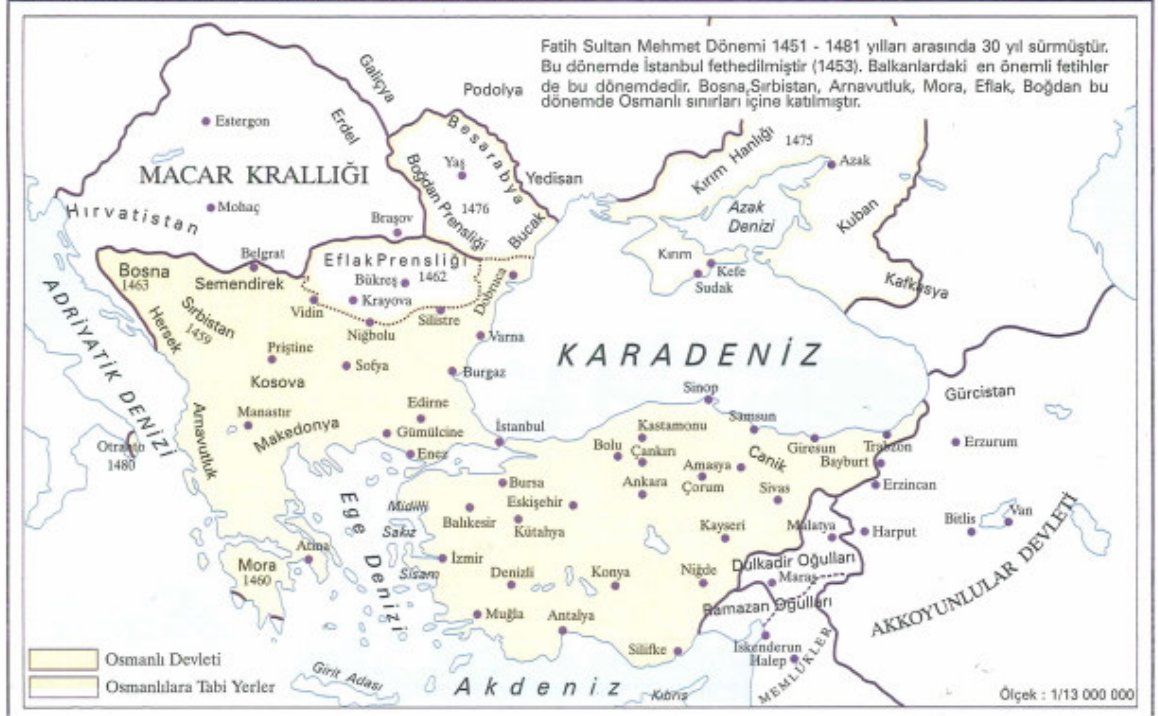 Fatih Sultan Mehmet Dönemi 1451 - 1481 yılları arasında 30 yıl sürmüştür.
Bu dönemde İstanbul fethedilmiştir (1453). Balkanlardaki en önemli fetihler
de bu dönemdedir. Bosna,Sırbistan, Arnavutluk, Mora, Eflak, Boğdan bu
dönemde Osmanlı sınırları içine katılmıştır.
Galiçya
Podolya
Estergon
Erdel
Besarabya
Yaş
Boğdan Prensliği
1476
Yedisan
Bucak
Kırım Hanlığı
1475
Azak
MACAR KRALLIĞI
Mohaç
Hırvatistan
Braşov
Azak
Denizi
Kuban
Belgrat
Eflak Prensliği
Bükreş
1462
Krayova
Kırım
Kefe
Sudak
Kafkasya
Bosna
1463
Semendirek
Dobruca
Hersek
Sırbistan
1459
Vidin
Niğbolu
Silistre
Varna
ADRİYATİK DENİZİ
Priştine
Sofya
Burgaz
KARADENİZ
Kosova
Sinop
Gürcistan
Arnavutluk
Manastır
Makedonya
Edirne
Gümülcine
Enez
İstanbul
Kastamonu
Samsun
Otranto
1480
Bolu
Çankırı
Canik
Giresun
Trabzon
Bayburt
Erzurum
Amasya
Çorum
Ankara
Sivas
Erzincan
Bursa
Eskişehir
Midilli
Balıkesir
Kütahya
Ege Denizi
Sakız
Kayseri
Malatya
Harput
Bitlis
Van
Atina
İzmir
Sisam
Mora
1460
Denizli
Konya
Niğde
Dulkadir Oğulları
Maraş
Ramazan Oğulları
AKKOYUNLULAR DEVLETİ
Muğla
Antalya
Silifke
İskenderun
Halep
MEMLÜKLER
Osmanlı Devleti
Osmanlılara Tabi Yerler
Girit Adası
Akdeniz
Kıbrıs
Ölçek : 1/13 000 000